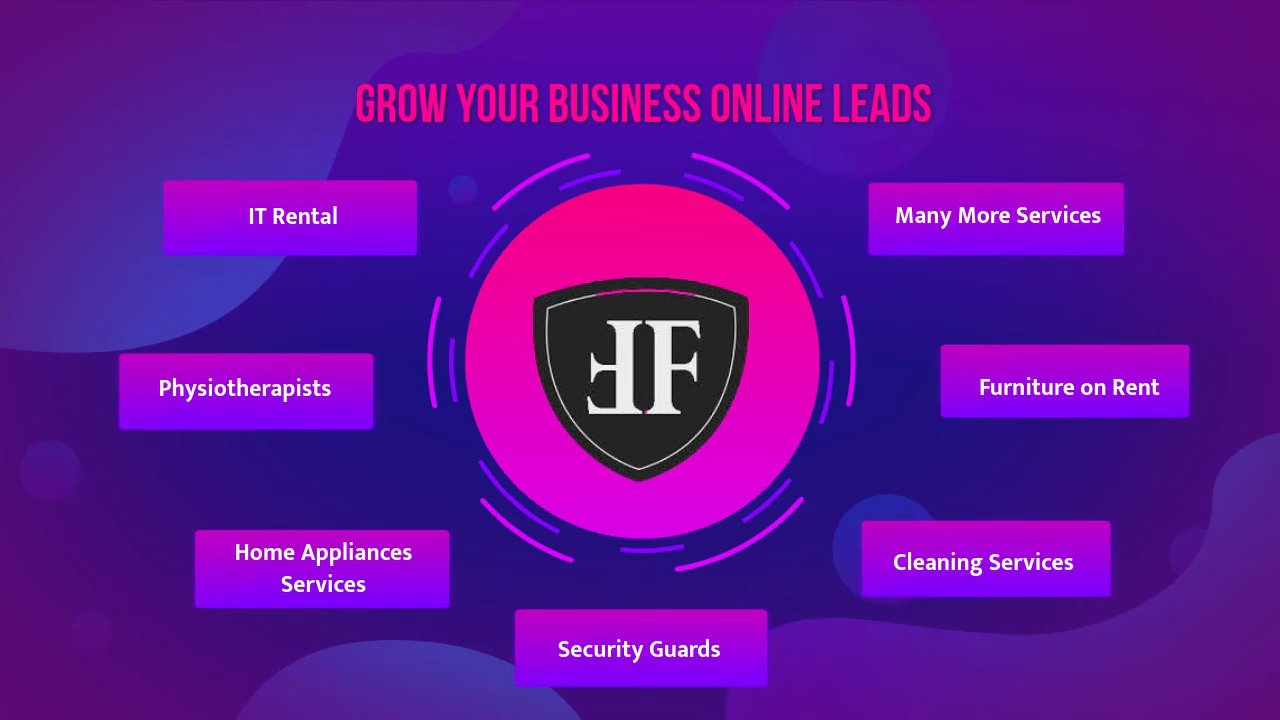 GROW YOUR BUSINESS ONLINE LEADS
IT Rental
Many More Services
Physiotherapists
Furniture on Rent
Home Appliances
Services
Cleaning Services
Security Guards